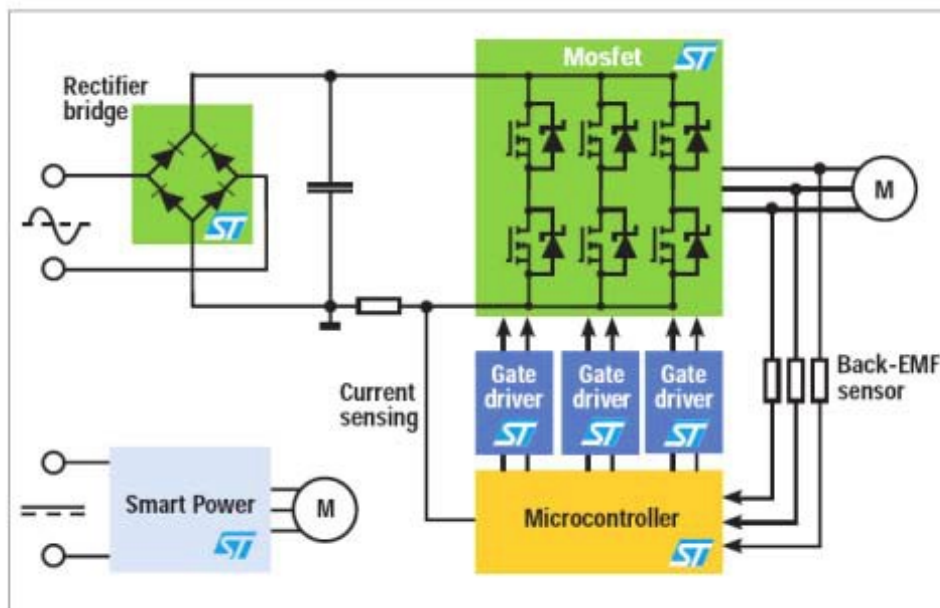 Mosfet
ST
Rectifier
bridge
ST
M
Current
sensing
Gate
driver
ST
Gate
driver
ST
Gate
driver
ST
Back-EMF
sensor
Smart Power
ST
M
Microcontroller
ST